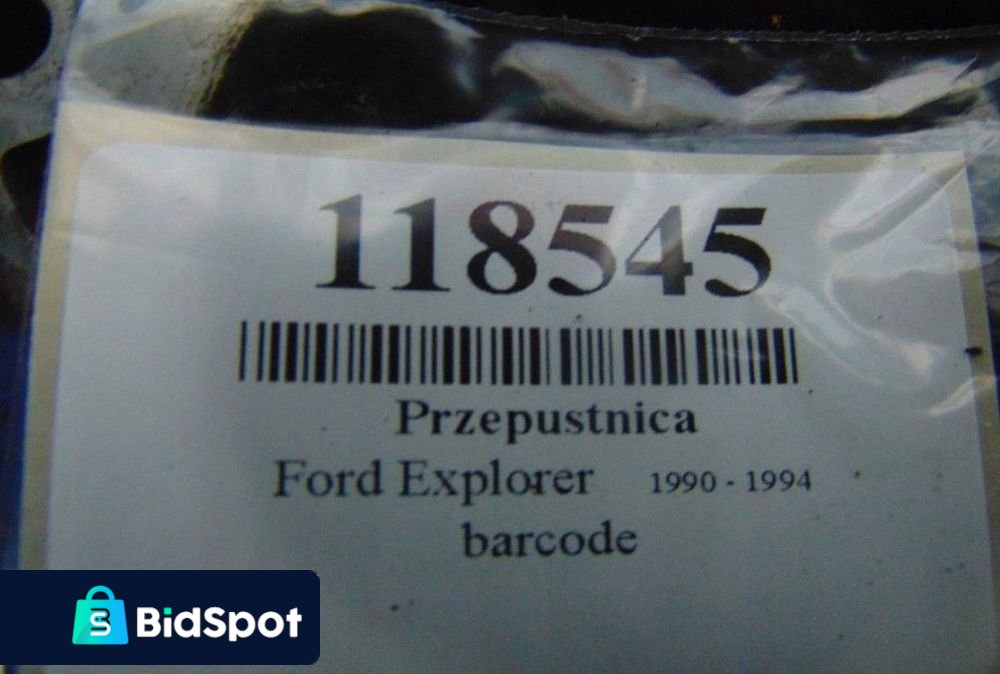 118545
Przepustnica
Ford Explorer 1990 - 1994
barcode
BidSpot